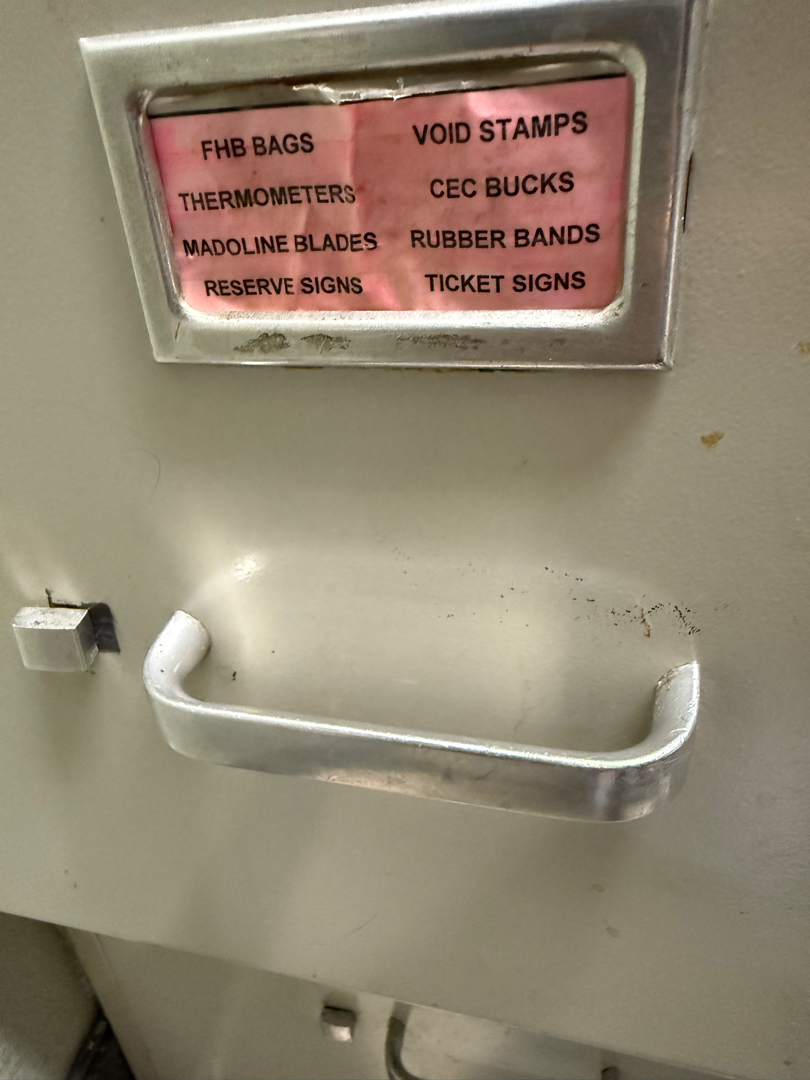 FHB BAGS
THERMOMETERS
MADOLINE BLADES
RESERVE SIGNS
VOID STAMPS
CEC BUCKS
RUBBER BANDS
TICKET SIGNS